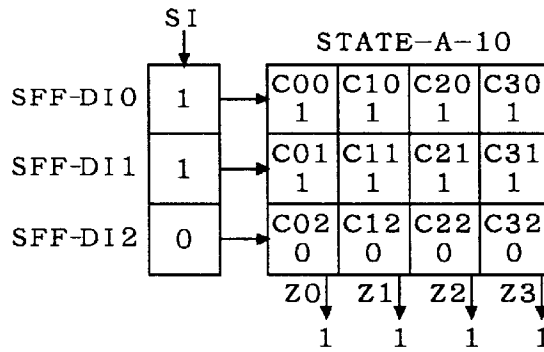 SI
STATE-A-10
SFF-DI0 1 C00 C10 C20 C30
1 1 1 1
SFF-DI1 1 C01 C11 C21 C31
1 1 1 1
SFF-DI2 0 C02 C12 C22 C32
0 0 0 0
Z0 Z1 Z2 Z3
1 1 1 1